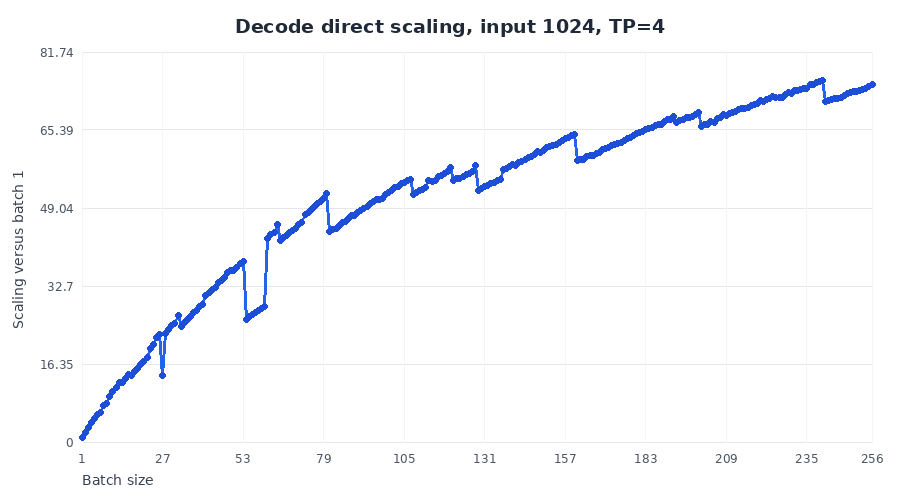 Decode direct scaling, input 1024, TP=4
81.74
65.39
49.04
32.7
16.35
0
Scaling versus batch 1
1 27 53 79 105 131 157 183 209 235 256
Batch size